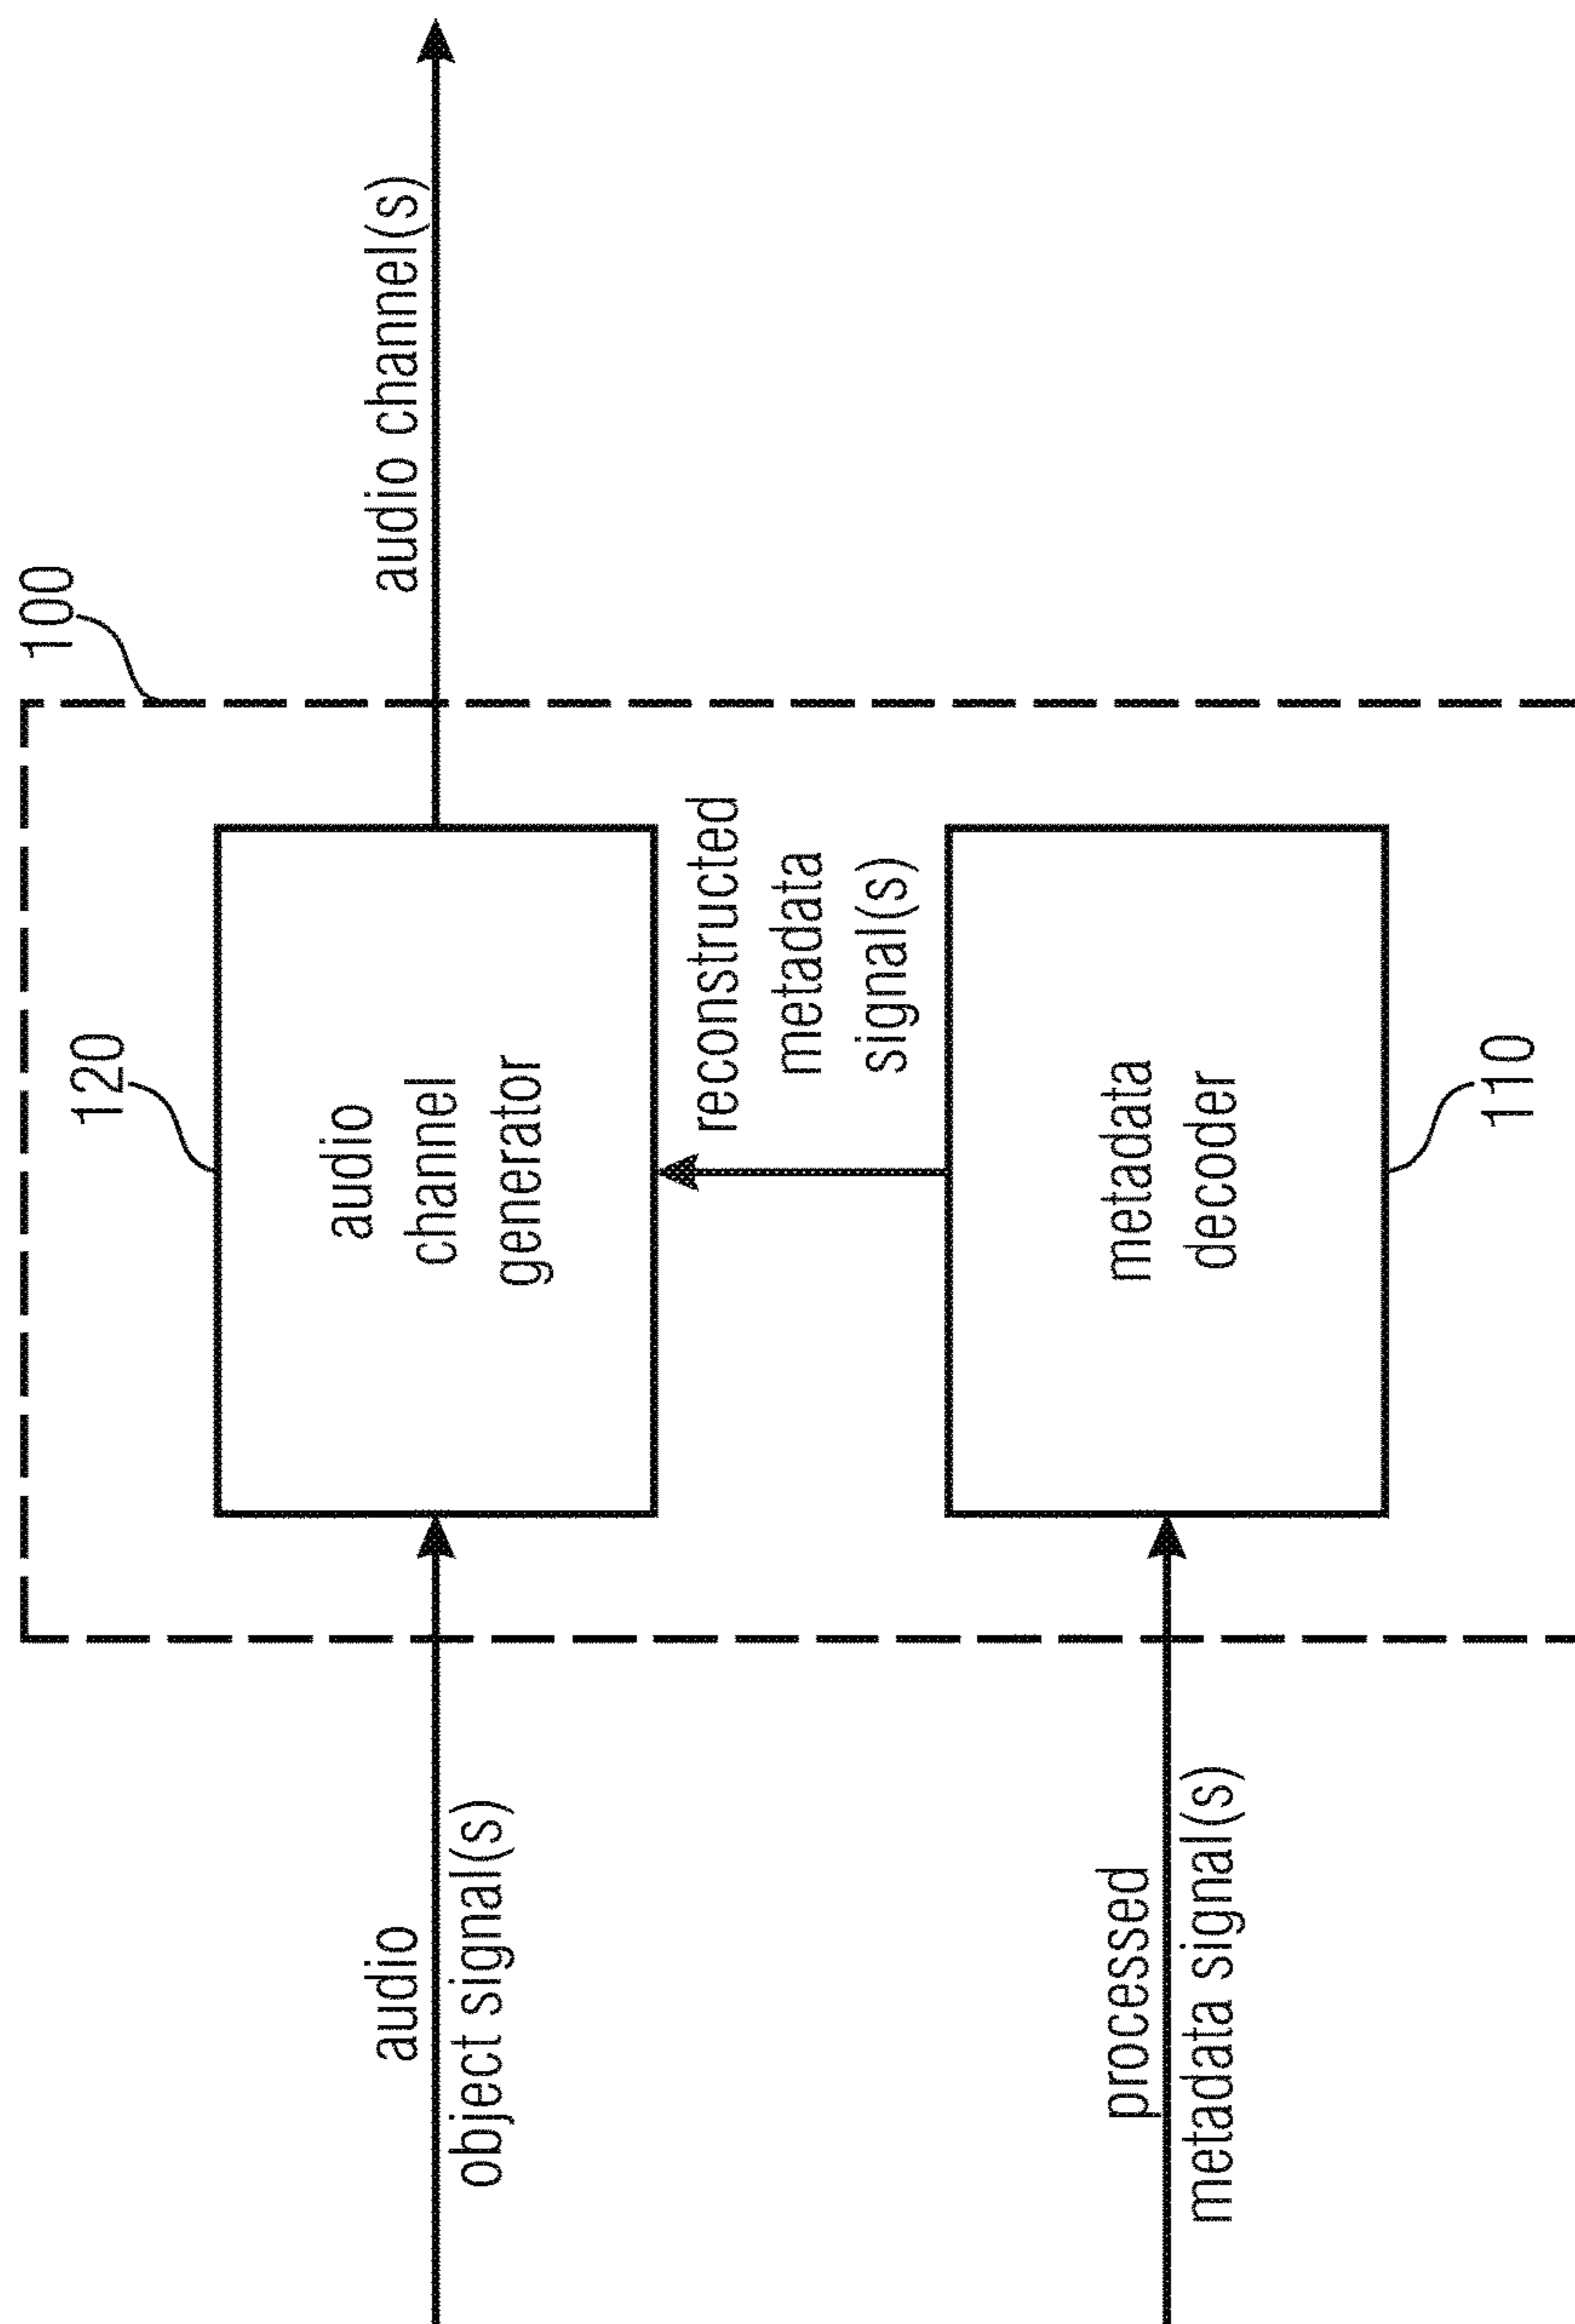 100
120
audio
channel
generator
audio channel(s)
reconstructed
metadata
signal(s)
audio
object signal(s)
metadata
decoder
110
processed
metadata signal(s)